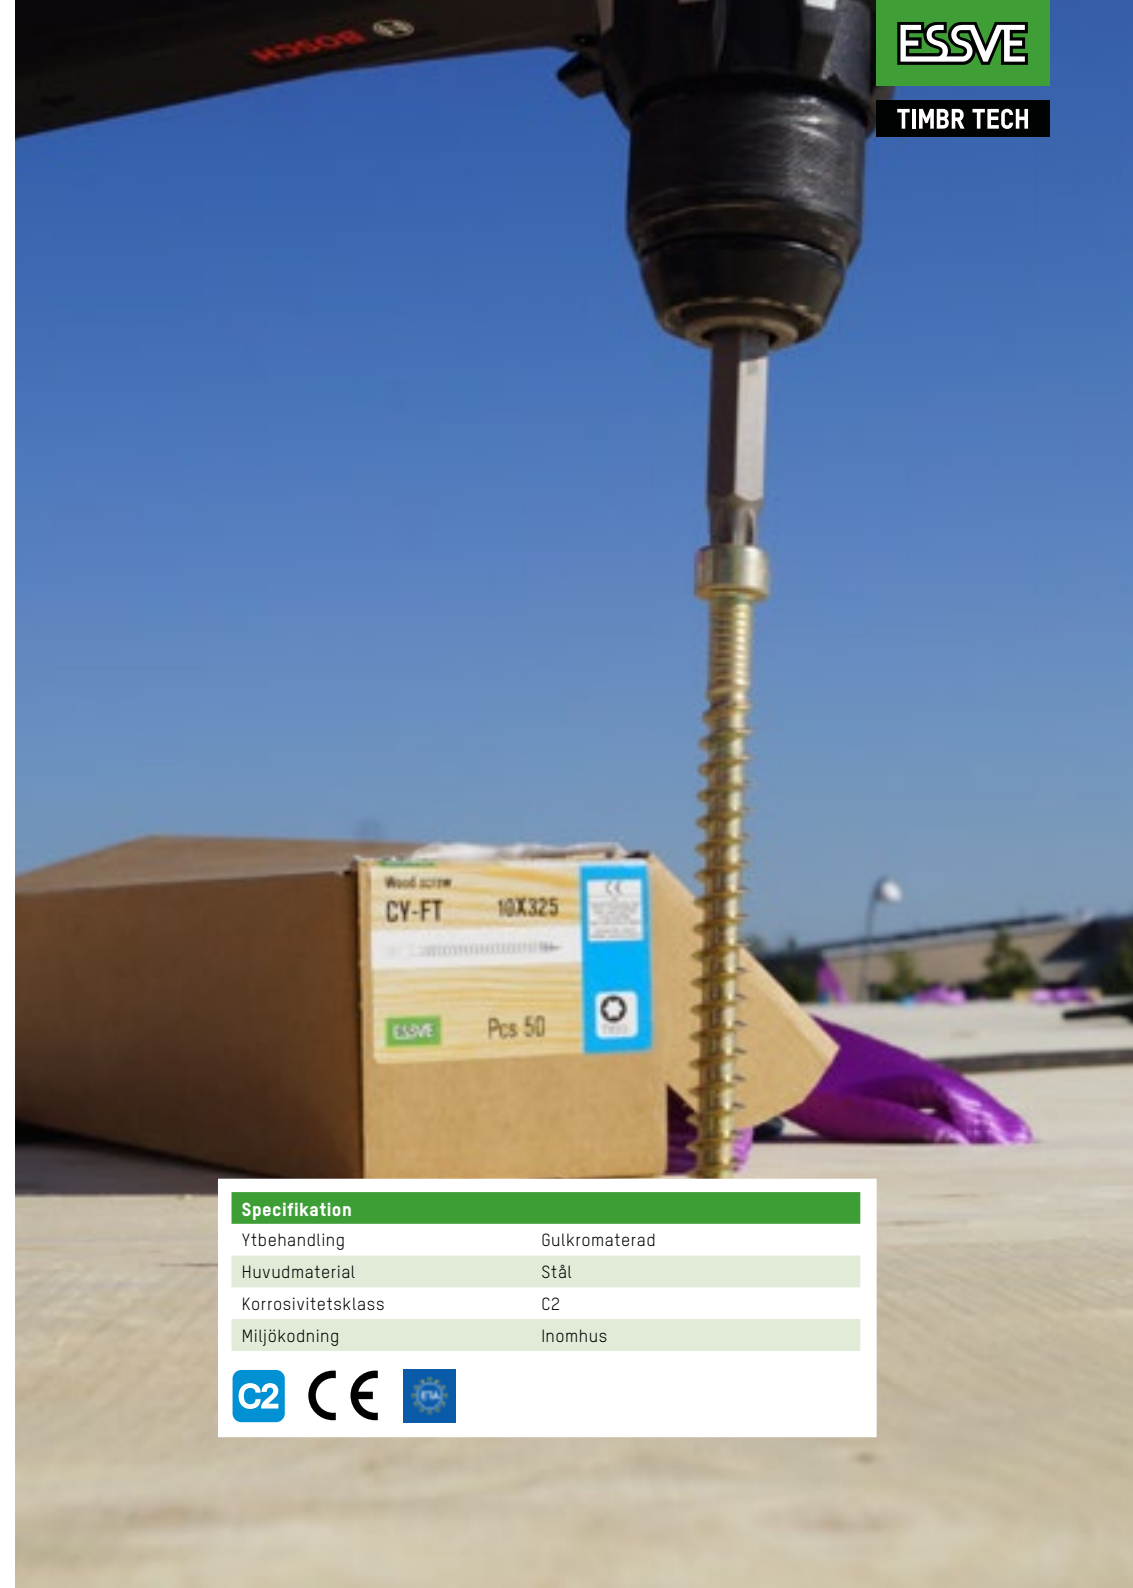 BOSCH
ESSVE
TIMBR TECH
Wood screw
CY-FT 10X325
CE
ESSVE Pcs 50
Specifikation
Ytbehandling Gulkromaterad
Huvudmaterial Stål
Korrosivitetsklass C2
Miljökodning Inomhus
C2 CE ETA